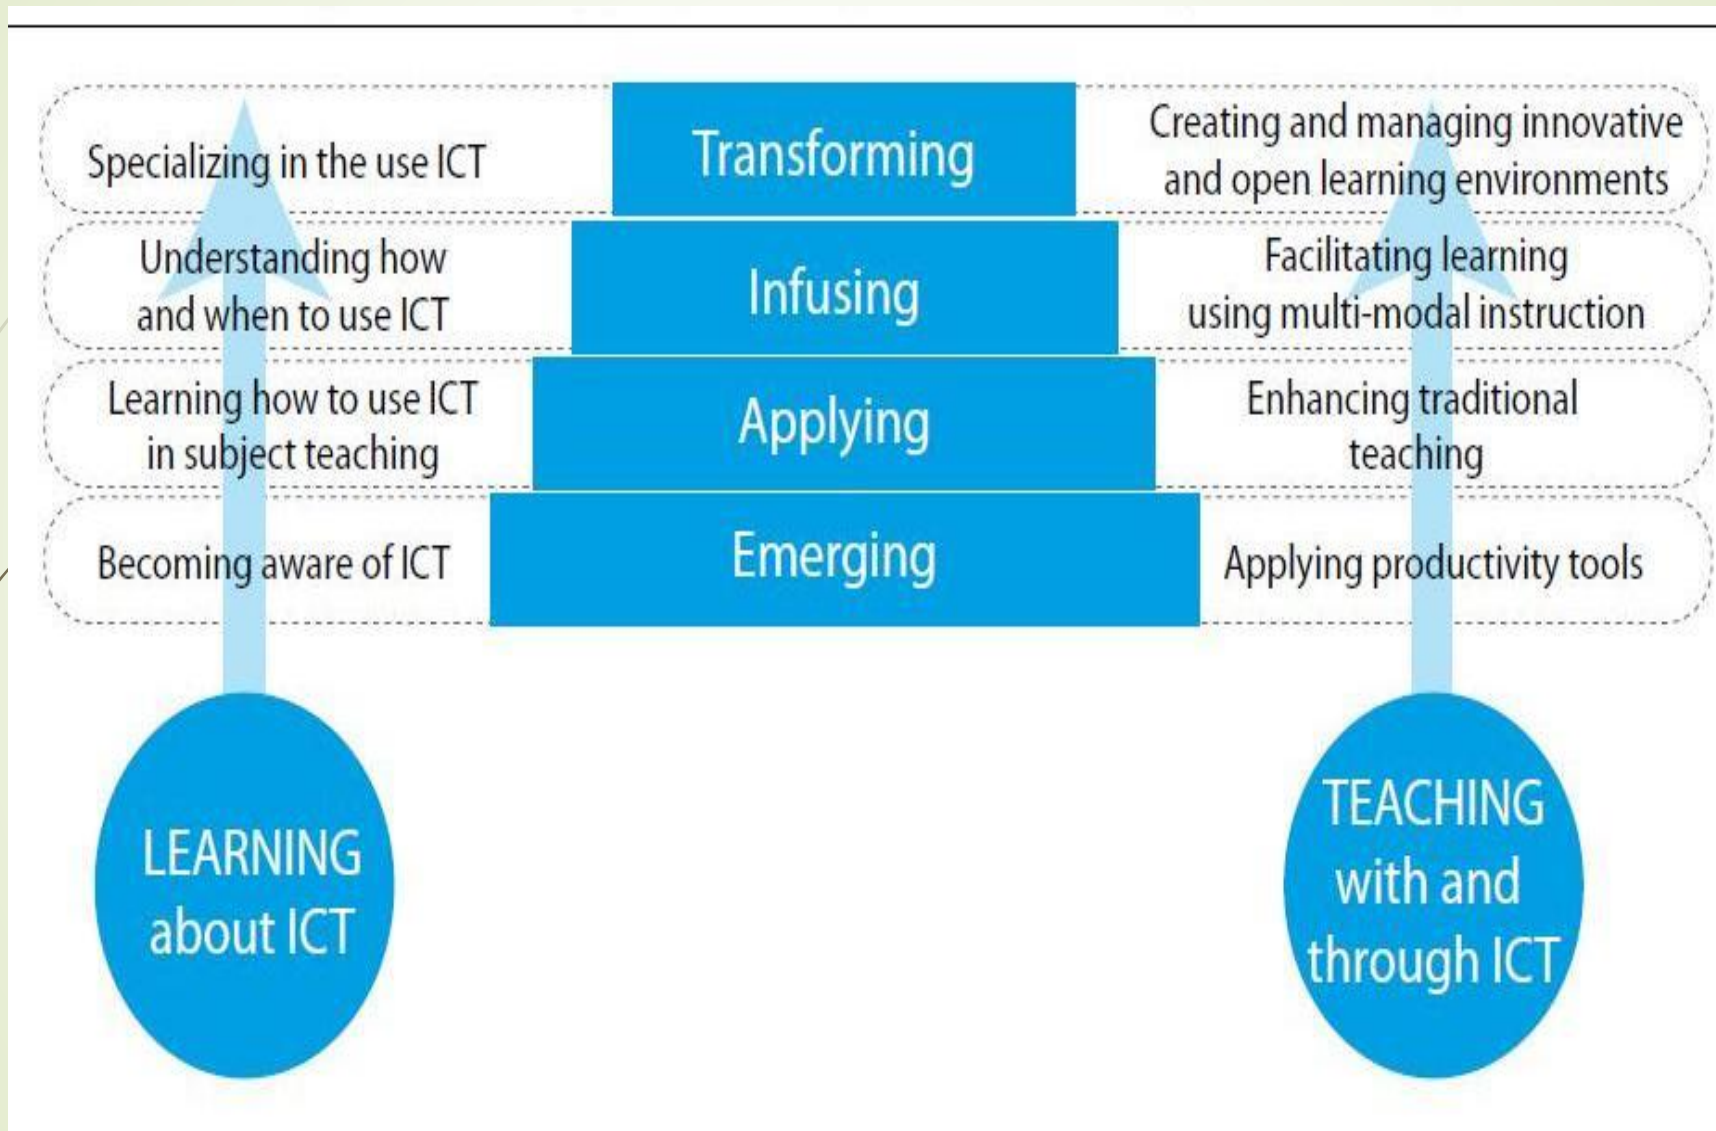 Specializing in the use ICT
Transforming
Creating and managing innovative
and open learning environments
Understanding how
and when to use ICT
Infusing
Facilitating learning
using multi-modal instruction
Learning how to use ICT
in subject teaching
Applying
Enhancing traditional
teaching
Becoming aware of ICT
Emerging
Applying productivity tools
LEARNING
about ICT
TEACHING
with and
through ICT